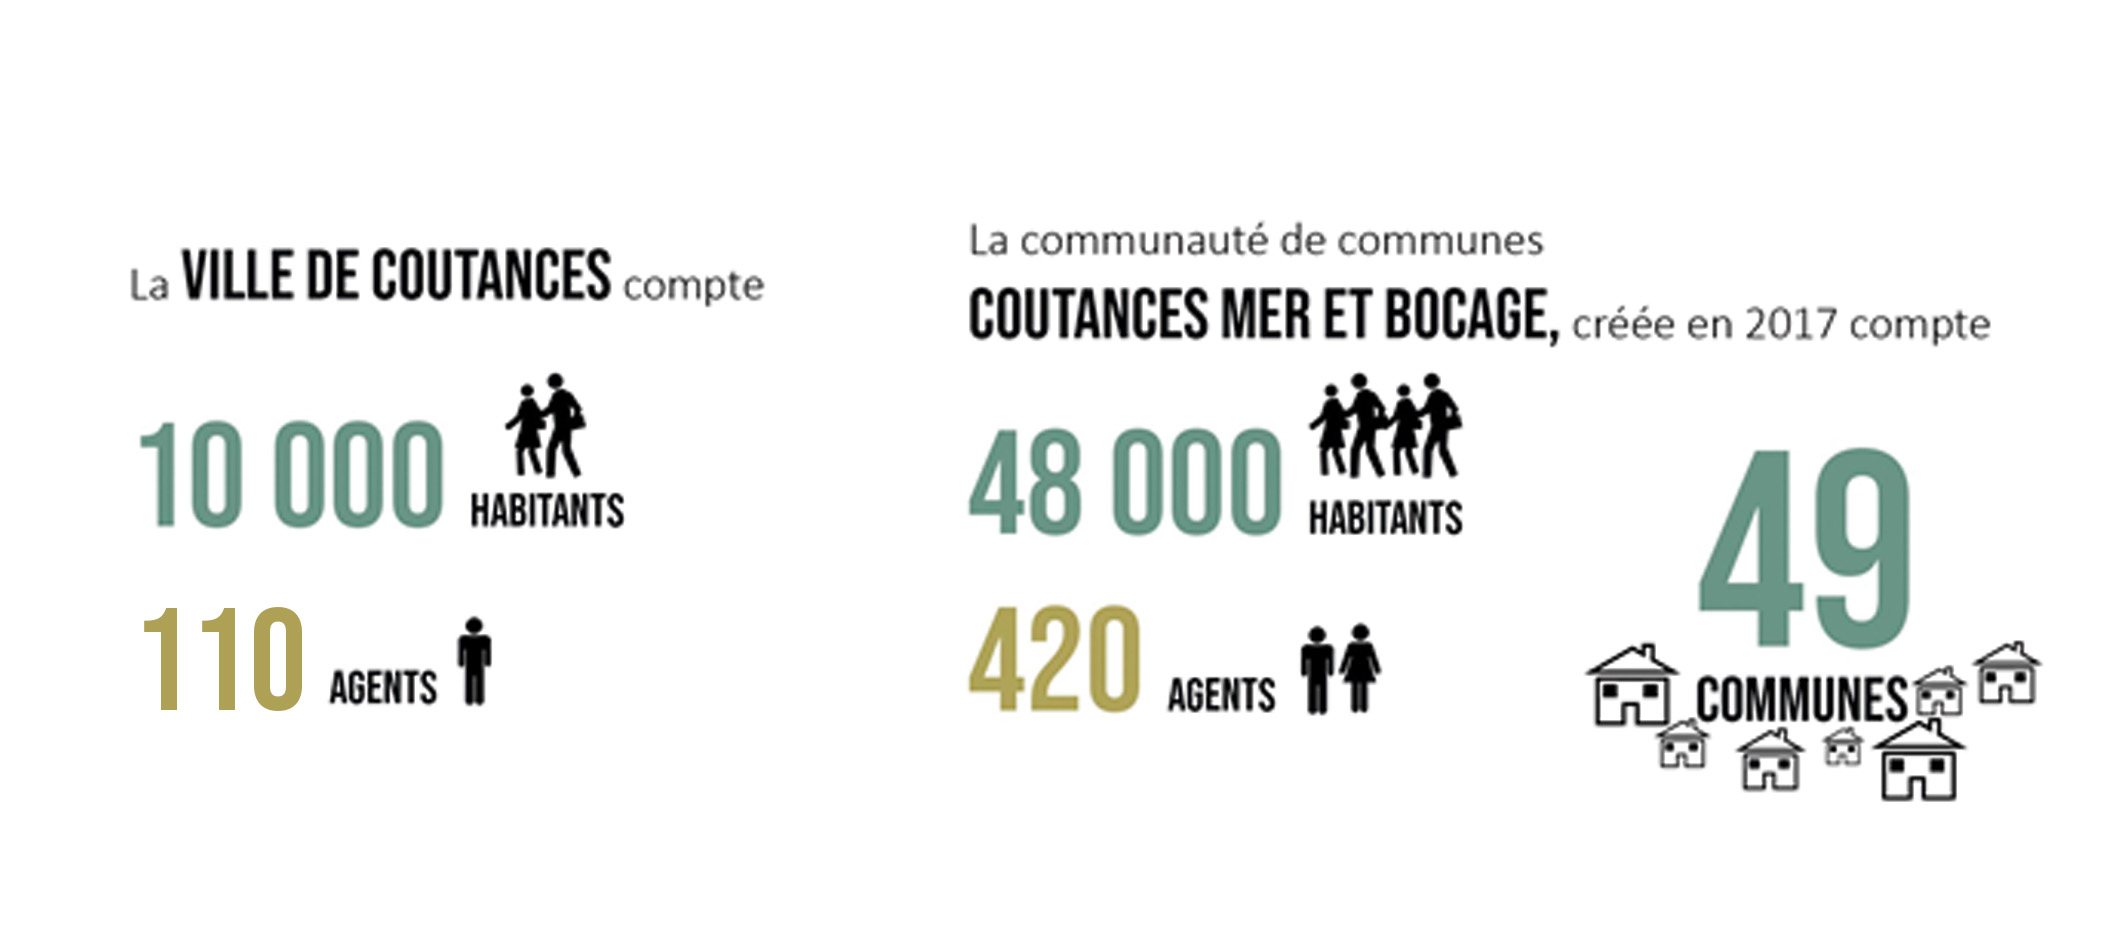 La VILLE DE COUTANCES compte
10 000 HABITANTS
110 AGENTS
La communauté de communes
COUTANCES MER ET BOCAGE, créée en 2017 compte
48 000 HABITANTS
420 AGENTS
49
COMMUNES